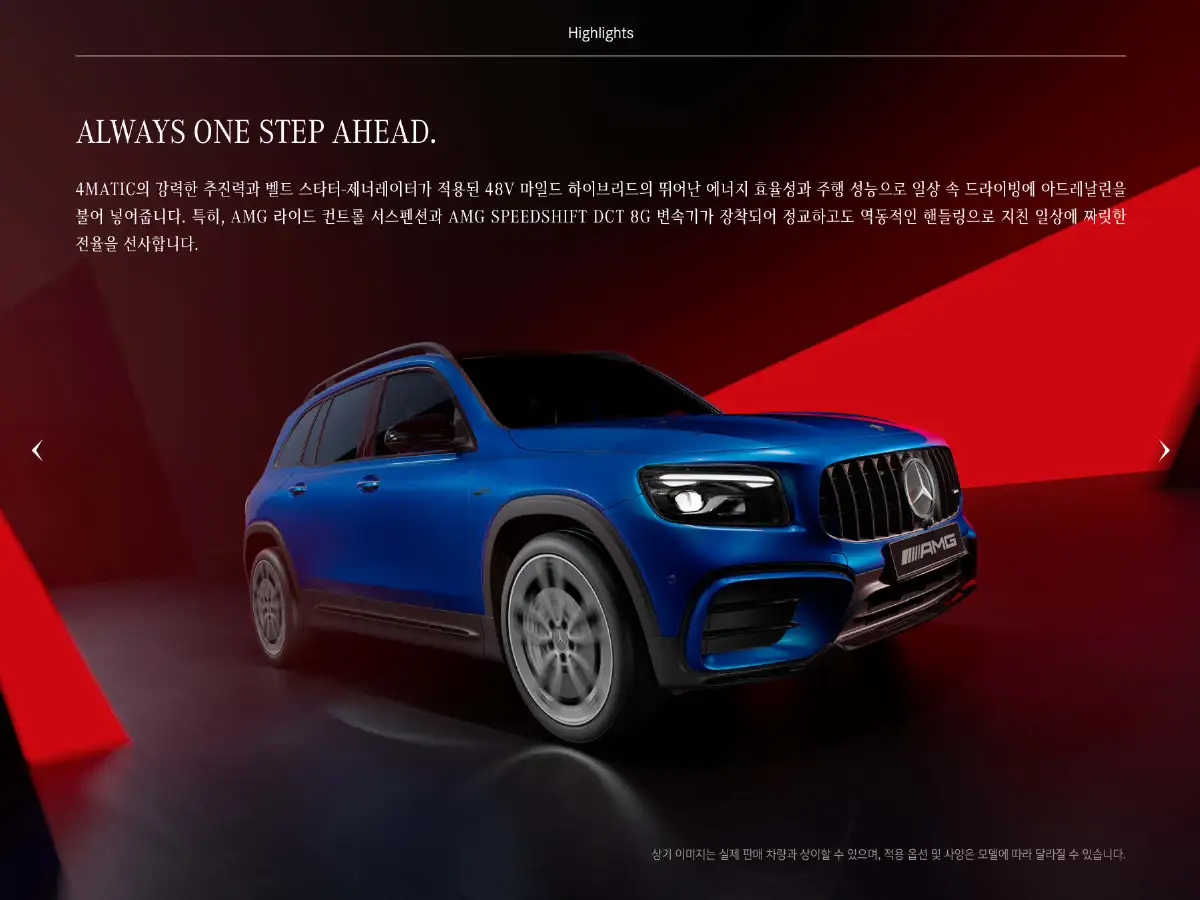 Highlights
ALWAYS ONE STEP AHEAD.
4MATIC의 강력한 추진력과 벨트 스타터-제너레이터가 적용된 48V 마일드 하이브리드의 뛰어난 에너지 효율성과 주행 성능으로 일상 속 드라이빙에 아드레날린을
불어 넣어줍니다. 특히, AMG 라이드 컨트롤 서스펜션과 AMG SPEEDSHIFT DCT 8G 변속기가 장착되어 정교하고도 역동적인 핸들링으로 지친 일상에 짜릿한
전율을 선사합니다.
AMG
상기 이미지는 실제 판매 차량과 상이할 수 있으며, 적용 옵션 및 사양은 모델에 따라 달라질 수 있습니다.